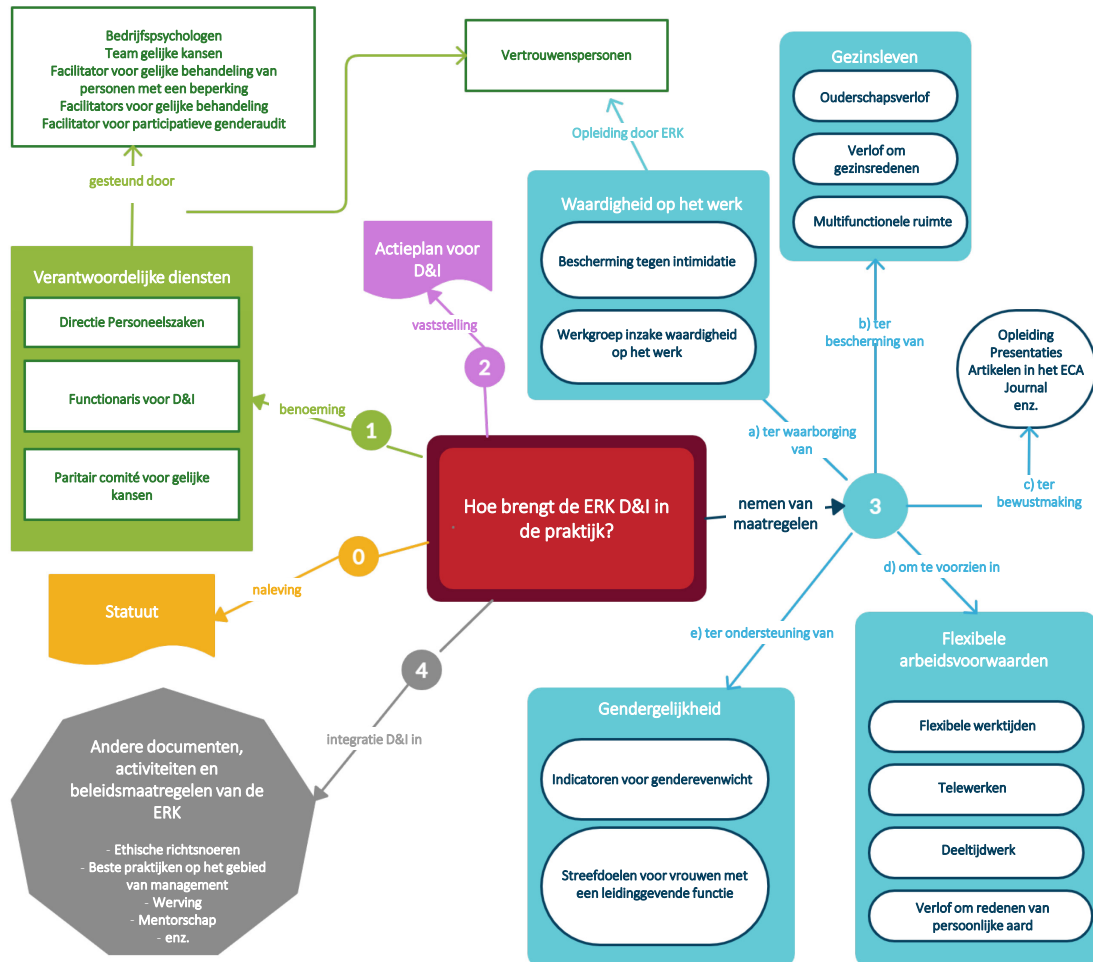 Bedrijfspsychologen
Team gelijke kansen
Facilitator voor gelijke behandeling van
personen met een beperking
Facilitators voor gelijke behandeling
Facilitator voor participatieve genderaudit
Vertrouwenspersonen
gesteund door
Opleiding door ERK
Verantwoordelijke diensten
Directie Personeelszaken
Functionaris voor D&I
Paritair comité voor gelijke
kansen
benoeming
1
Actieplan voor
D&I
vaststelling
2
Waardigheid op het werk
Bescherming tegen intimidatie
Werkgroep inzake waardigheid
op het werk
Gezinsleven
Ouderschapsverlof
Verlof om
gezinsredenen
Multifunctionele ruimte
b) ter
bescherming van
a) ter waarborging
van
Opleiding
Presentaties
Artikelen in het ECA
Journal
enz.
c) ter
bewustmaking
Hoe brengt de ERK D&I in
de praktijk?
nemen van
maatregelen
3
0
naleving
Statuut
4
integratie D&I in
Andere documenten,
activiteiten en
beleidsmaatregelen van de
ERK
- Ethische richtsnoeren
- Beste praktijken op het gebied
van management
- Werving
- Mentorschap
- enz.
e) ter ondersteuning van
Gendergelijkheid
Indicatoren voor genderevenwicht
Streefdoelen voor vrouwen met
een leidinggevende functie
d) om te voorzien in
Flexibele
arbeidsvoorwaarden
Flexibele werktijden
Telewerken
Deeltijdwerk
Verlof om redenen van
persoonlijke aard